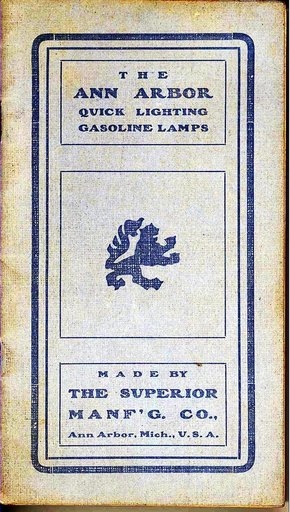 THE
ANN ARBOR
QUICK LIGHTING
GASOLINE LAMPS
MADE BY
THE SUPERIOR
MANF'G. CO.,
Ann Arbor, Mich., U. S. A.